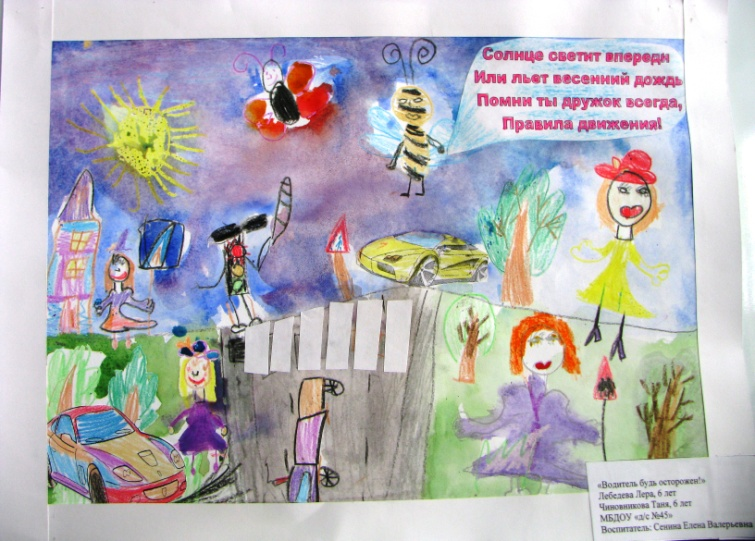 Солнце светит впереди
Или льет весенний дождь
Помни ты дружок всегда,
Правила движения!
«Водитель будь осторожен!»
Лебедева Лера, 6 лет
Чиновникова Таня, 6 лет
МБДОУ «д/с №45»
Воспитатель: Сенина Елена Валерьевна